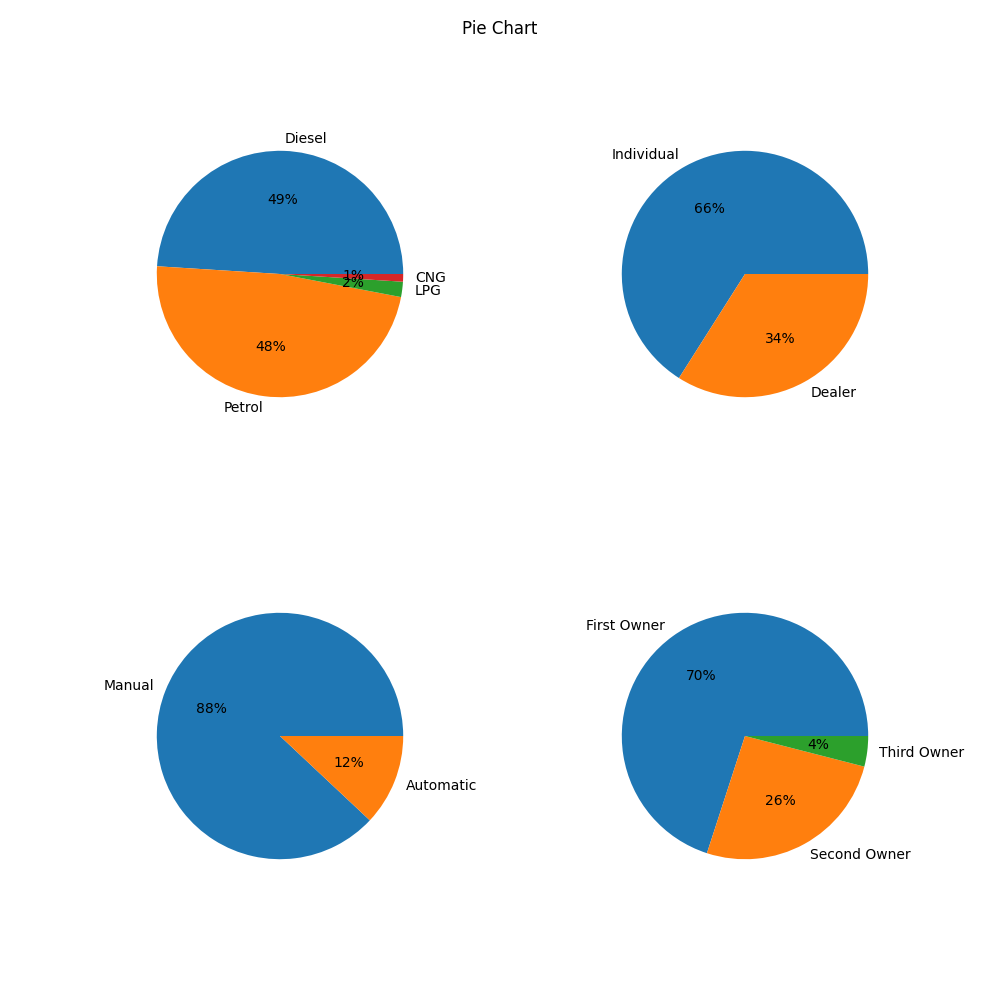 Pie Chart
Diesel
49%
1%
CNG
2%
LPG
48%
Petrol
Individual
66%
34%
Dealer
Manual
88%
12%
Automatic
First Owner
70%
4%
Third Owner
26%
Second Owner